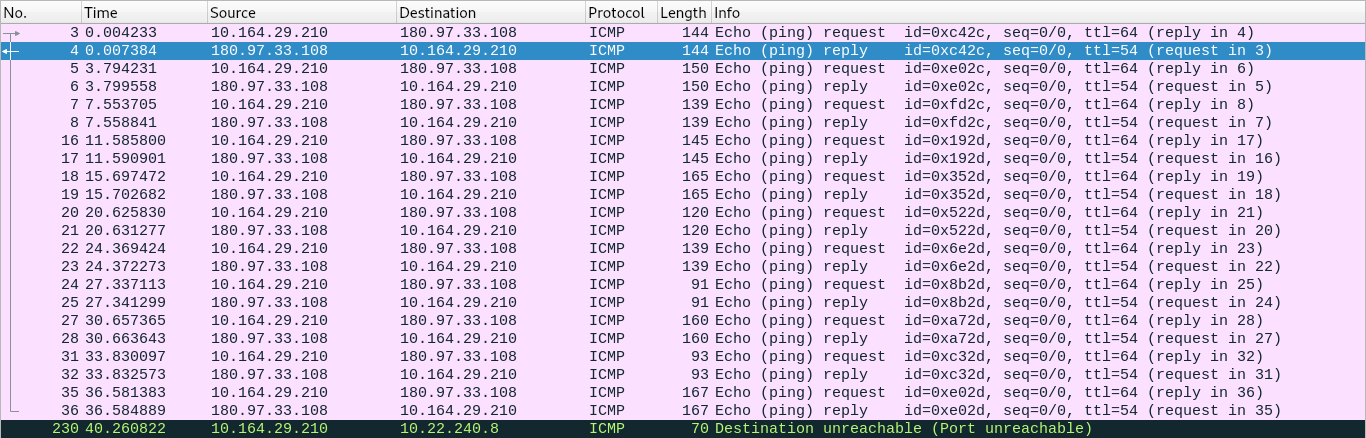 No. Time Source Destination Protocol Length Info
3 0.004233 10.164.29.210 180.97.33.108 ICMP 144 Echo (ping) request id=0xc42c, seq=0/0, ttl=64 (reply in 4)
4 0.007384 180.97.33.108 10.164.29.210 ICMP 144 Echo (ping) reply id=0xc42c, seq=0/0, ttl=54 (request in 3)
5 3.794231 10.164.29.210 180.97.33.108 ICMP 150 Echo (ping) request id=0xe02c, seq=0/0, ttl=64 (reply in 6)
6 3.799558 180.97.33.108 10.164.29.210 ICMP 150 Echo (ping) reply id=0xe02c, seq=0/0, ttl=54 (request in 5)
7 7.553705 10.164.29.210 180.97.33.108 ICMP 139 Echo (ping) request id=0xfd2c, seq=0/0, ttl=64 (reply in 8)
8 7.558841 180.97.33.108 10.164.29.210 ICMP 139 Echo (ping) reply id=0xfd2c, seq=0/0, ttl=54 (request in 7)
16 11.585800 10.164.29.210 180.97.33.108 ICMP 145 Echo (ping) request id=0x192d, seq=0/0, ttl=64 (reply in 17)
17 11.590901 180.97.33.108 10.164.29.210 ICMP 145 Echo (ping) reply id=0x192d, seq=0/0, ttl=54 (request in 16)
18 15.697472 10.164.29.210 180.97.33.108 ICMP 165 Echo (ping) request id=0x352d, seq=0/0, ttl=64 (reply in 19)
19 15.702682 180.97.33.108 10.164.29.210 ICMP 165 Echo (ping) reply id=0x352d, seq=0/0, ttl=54 (request in 18)
20 20.625830 10.164.29.210 180.97.33.108 ICMP 120 Echo (ping) request id=0x522d, seq=0/0, ttl=64 (reply in 21)
21 20.631277 180.97.33.108 10.164.29.210 ICMP 120 Echo (ping) reply id=0x522d, seq=0/0, ttl=54 (request in 20)
22 24.369424 10.164.29.210 180.97.33.108 ICMP 139 Echo (ping) request id=0x6e2d, seq=0/0, ttl=64 (reply in 23)
23 24.372273 180.97.33.108 10.164.29.210 ICMP 139 Echo (ping) reply id=0x6e2d, seq=0/0, ttl=54 (request in 22)
24 27.337113 10.164.29.210 180.97.33.108 ICMP 91 Echo (ping) request id=0x8b2d, seq=0/0, ttl=64 (reply in 25)
25 27.341299 180.97.33.108 10.164.29.210 ICMP 91 Echo (ping) reply id=0x8b2d, seq=0/0, ttl=54 (request in 24)
27 30.657365 10.164.29.210 180.97.33.108 ICMP 160 Echo (ping) request id=0xa72d, seq=0/0, ttl=64 (reply in 28)
28 30.663643 180.97.33.108 10.164.29.210 ICMP 160 Echo (ping) reply id=0xa72d, seq=0/0, ttl=54 (request in 27)
31 33.830097 10.164.29.210 180.97.33.108 ICMP 93 Echo (ping) request id=0xc32d, seq=0/0, ttl=64 (reply in 32)
32 33.832573 180.97.33.108 10.164.29.210 ICMP 93 Echo (ping) reply id=0xc32d, seq=0/0, ttl=54 (request in 31)
35 36.581383 10.164.29.210 180.97.33.108 ICMP 167 Echo (ping) request id=0xe02d, seq=0/0, ttl=64 (reply in 36)
36 36.584889 180.97.33.108 10.164.29.210 ICMP 167 Echo (ping) reply id=0xe02d, seq=0/0, ttl=54 (request in 35)
230 40.260822 10.164.29.210 10.22.240.8 ICMP 70 Destination unreachable (Port unreachable)